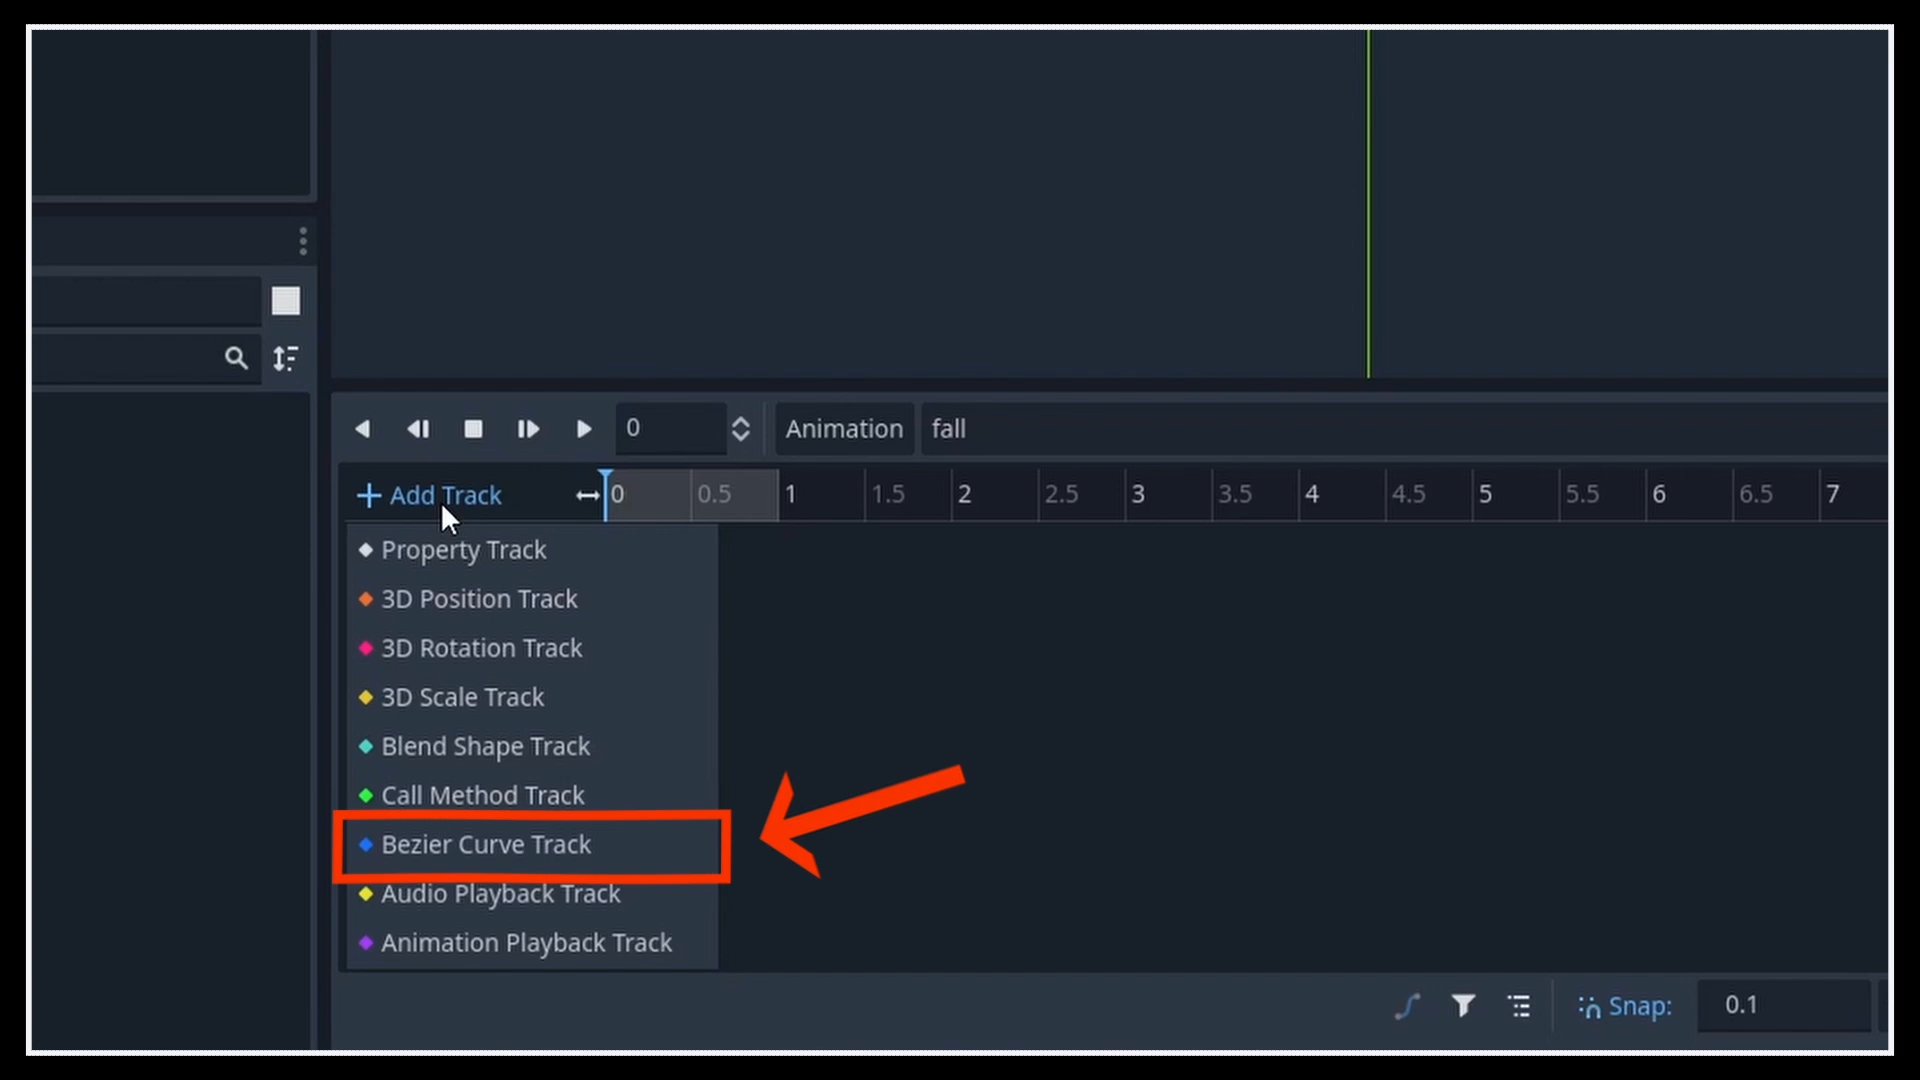 0 Animation fall
Add Track 0 0.5 1 1.5 2 2.5 3 3.5 4 4.5 5 5.5 6 6.5 7
Property Track
3D Position Track
3D Rotation Track
3D Scale Track
Blend Shape Track
Call Method Track
Bezier Curve Track
Audio Playback Track
Animation Playback Track
Snap: 0.1